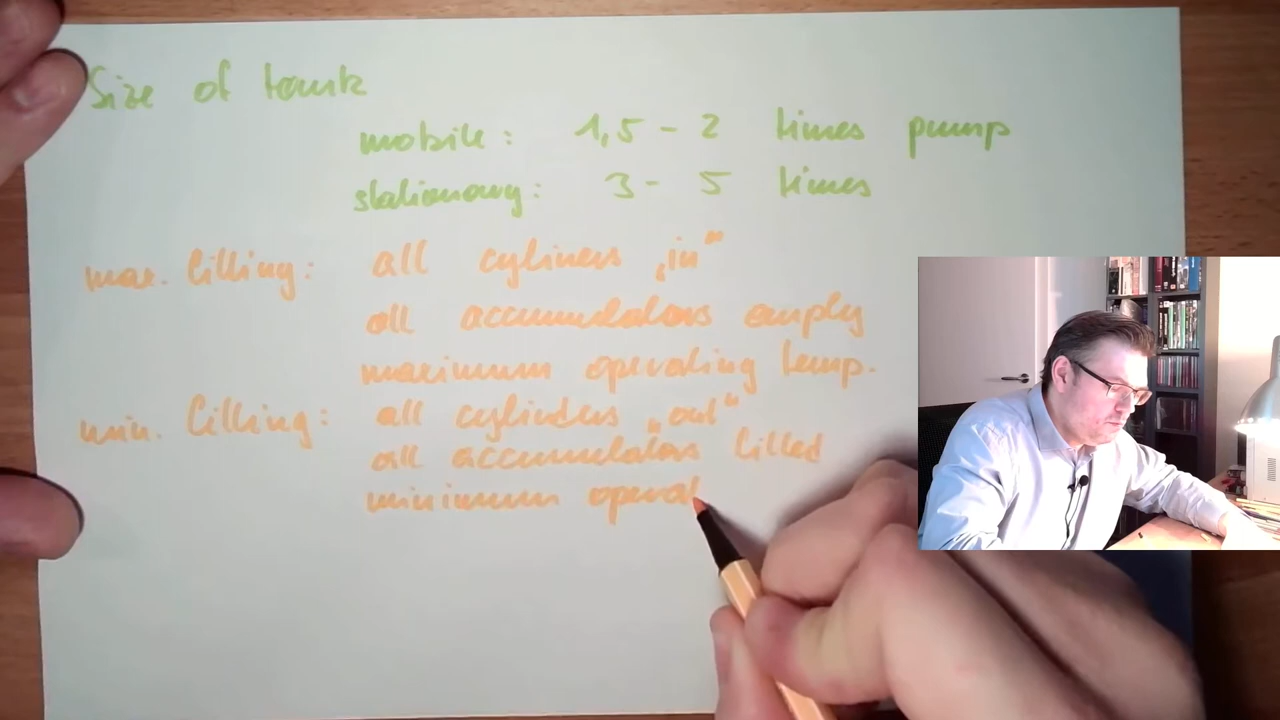 Size of tank
mobile: 1,5 - 2 times pump
stationary: 3 - 5 times
max. filling: all cyliners „in“
all accumulators empty
maximum operating temp.
min. filling: all cylinders „out“
all accumulators filled
minimum operat